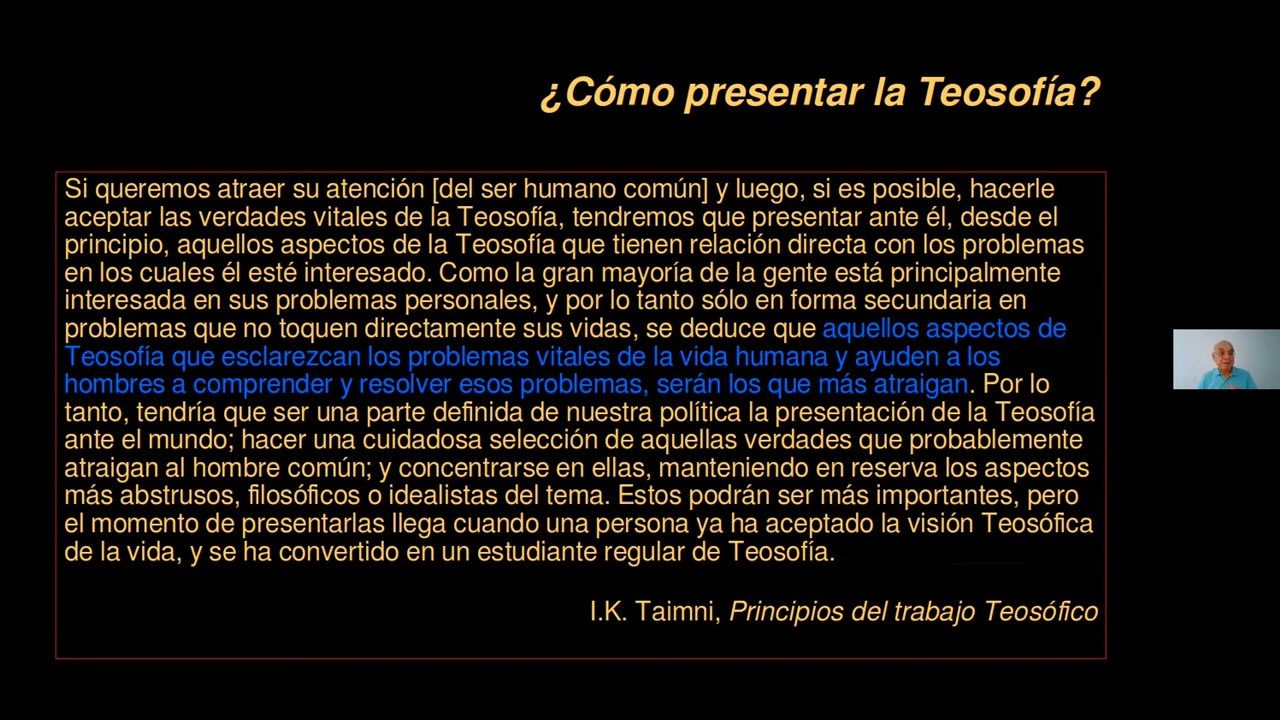 ¿Cómo presentar la Teosofía?
Si queremos atraer su atención [del ser humano común] y luego, si es posible, hacerle
aceptar las verdades vitales de la Teosofía, tendremos que presentar ante él, desde el
principio, aquellos aspectos de la Teosofía que tienen relación directa con los problemas
en los cuales él esté interesado. Como la gran mayoría de la gente está principalmente
interesada en sus problemas personales, y por lo tanto sólo en forma secundaria en
problemas que no toquen directamente sus vidas, se deduce que aquellos aspectos de
Teosofía que esclarezcan los problemas vitales de la vida humana y ayuden a los
hombres a comprender y resolver esos problemas, serán los que más atraigan. Por lo
tanto, tendría que ser una parte definida de nuestra política la presentación de la Teosofía
ante el mundo; hacer una cuidadosa selección de aquellas verdades que probablemente
atraigan al hombre común; y concentrarse en ellas, manteniendo en reserva los aspectos
más abstrusos, filosóficos o idealistas del tema. Estos podrán ser más importantes, pero
el momento de presentarlas llega cuando una persona ya ha aceptado la visión Teosófica
de la vida, y se ha convertido en un estudiante regular de Teosofía.
I.K. Taimni, Principios del trabajo Teosófico